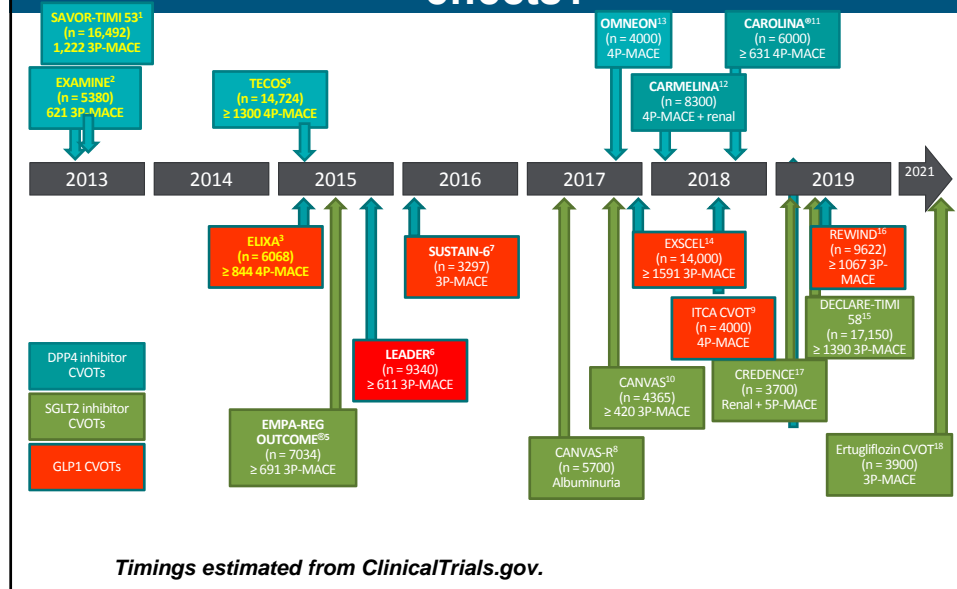 SAVOR-TIMI 53¹
(n = 16,492)
1,222 3P-MACE
EXAMINE²
(n = 5380)
621 3P-MACE
TECOS⁴
(n = 14,724)
≥ 1300 4P-MACE
OMNEON¹³
(n = 4000)
4P-MACE
CARMELINA¹²
(n = 8300)
4P-MACE + renal
CAROLINA®¹¹
(n = 6000)
≥ 631 4P-MACE
2013
2014
2015
2016
2017
2018
2019
2021
ELIXA³
(n = 6068)
≥ 844 4P-MACE
SUSTAIN-6⁷
(n = 3297)
3P-MACE
EXSCEL¹⁴
(n = 14,000)
≥ 1591 3P-MACE
REWIND¹⁶
(n = 9622)
≥ 1067 3P-
MACE
ITCA CVOT⁹
(n = 4000)
4P-MACE
DECLARE-TIMI
58¹⁵
(n = 17,150)
≥ 1390 3P-MACE
LEADER⁶
(n = 9340)
≥ 611 3P-MACE
CANVAS¹⁰
(n = 4365)
≥ 420 3P-MACE
CREDENCE¹⁷
(n = 3700)
Renal + 5P-MACE
EMPA-REG
OUTCOME®⁵
(n = 7034)
≥ 691 3P-MACE
CANVAS-R⁸
(n = 5700)
Albuminuria
Ertugliflozin CVOT¹⁸
(n = 3900)
3P-MACE
DPP4 inhibitor
CVOTs
SGLT2 inhibitor
CVOTs
GLP1 CVOTs
Timings estimated from ClinicalTrials.gov.